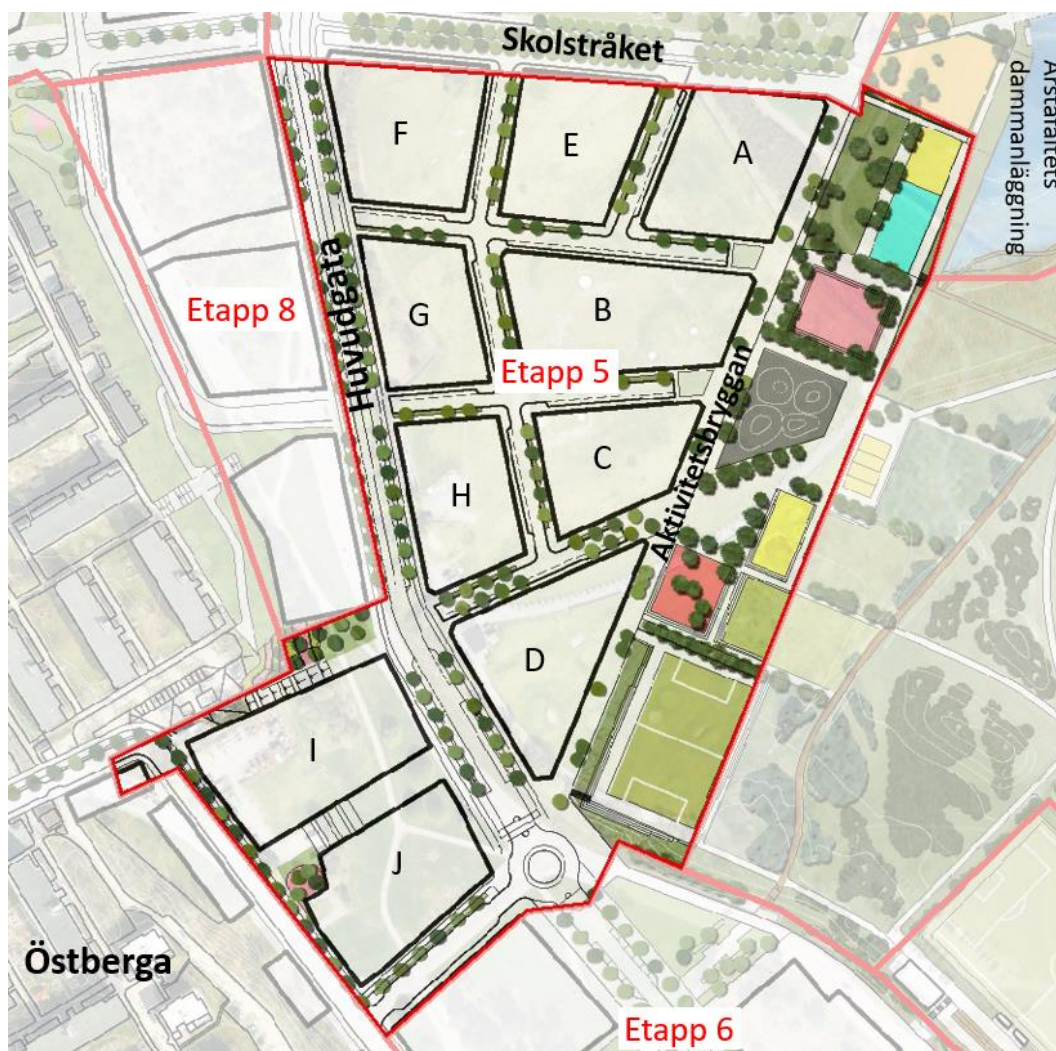 Skolstråket
Årstafältets
dammanläggning
F
E
A
Huvudgata
Etapp 8
G
B
Etapp 5
Aktivitetsbryggan
H
C
D
I
J
Östberga
Etapp 6